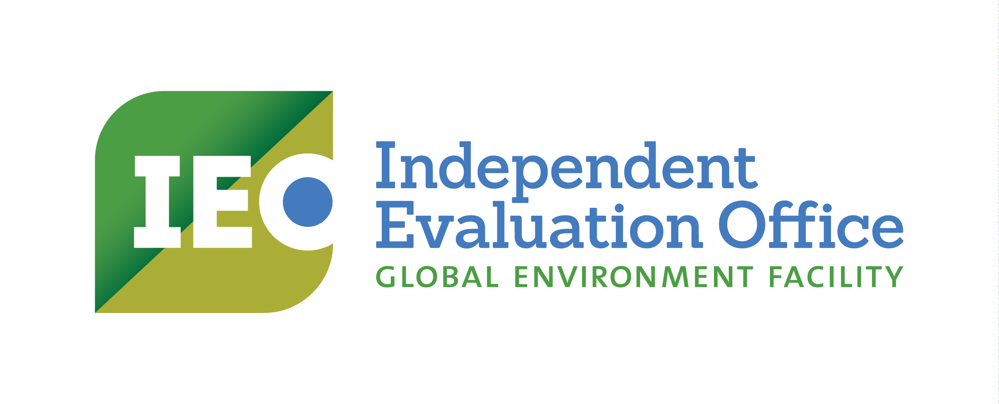 IEO
Independent
Evaluation Office
GLOBAL ENVIRONMENT FACILITY